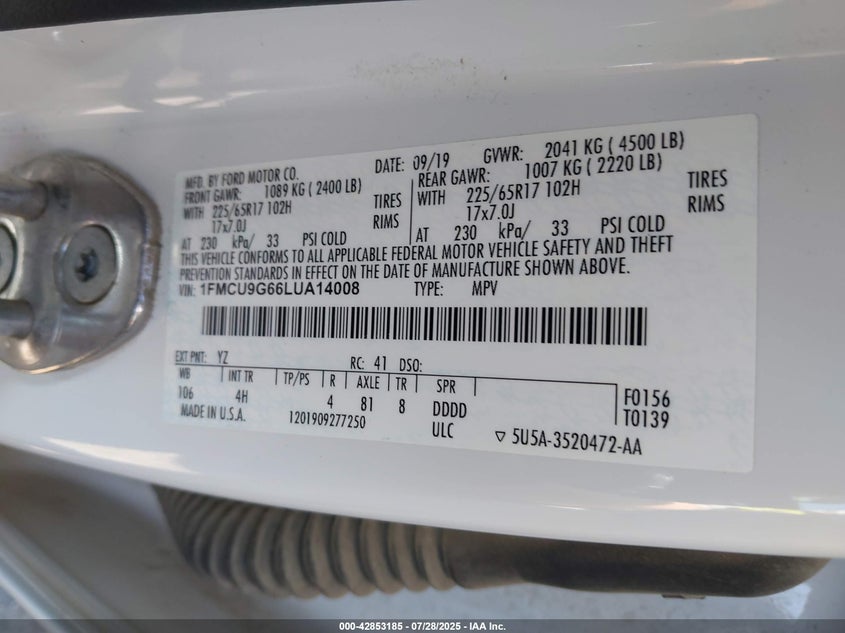 MFD. BY FORD MOTOR CO. DATE: 09/19 GVWR: 2041 KG ( 4500 LB)
FRONT GAWR: 1089 KG ( 2400 LB) REAR GAWR: 1007 KG ( 2220 LB)
WITH 225/65R17 102H TIRES WITH 225/65R17 102H TIRES
17x7.0J RIMS 17x7.0J RIMS
AT 230 kPa/ 33 PSI COLD AT 230 kPa/ 33 PSI COLD
THIS VEHICLE CONFORMS TO ALL APPLICABLE FEDERAL MOTOR VEHICLE SAFETY AND THEFT
PREVENTION STANDARDS IN EFFECT ON THE DATE OF MANUFACTURE SHOWN ABOVE.
VIN: 1FMCU9G66LUA14008 TYPE: MPV
EXT PNT: YZ RC: 41 DSO:
WB INT TR TP/PS R AXLE TR SPR
106 4H 4 81 8 DDDD F0156
MADE IN U.S.A. 1201909277250 ULC T0139
▽ 5U5A-3520472-AA
000-42853185 | 07/28/2025 - IAA Inc.